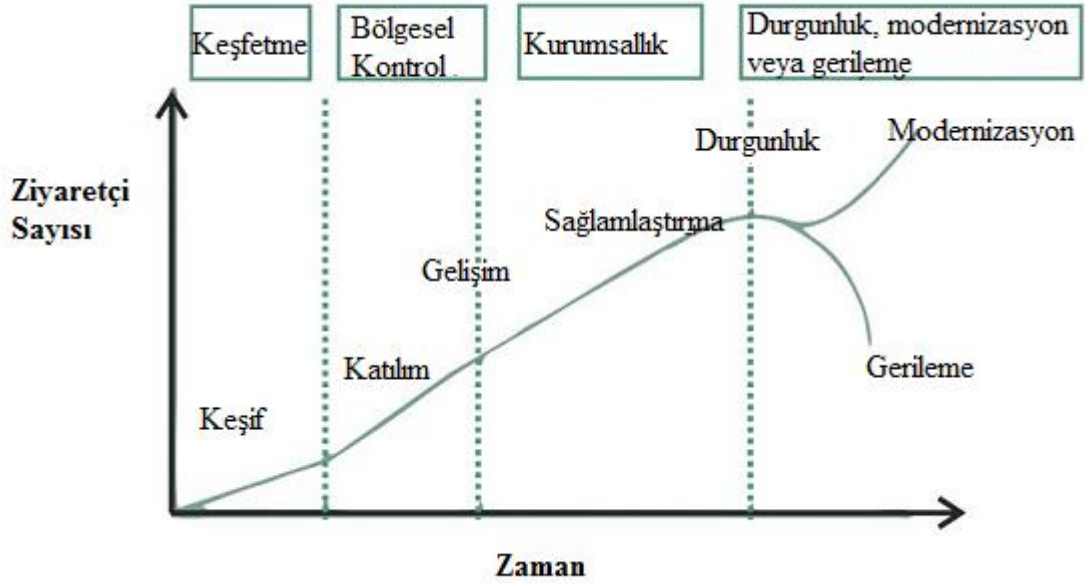 Keşfetme
Bölgesel
Kontrol
Kurumsallık
Durgunluk, modernizasyon
veya gerileme
Durgunluk
Modernizasyon
Ziyaretçi
Sayısı
Sağlamlaştırma
Gelişim
Katılım
Gerileme
Keşif
Zaman